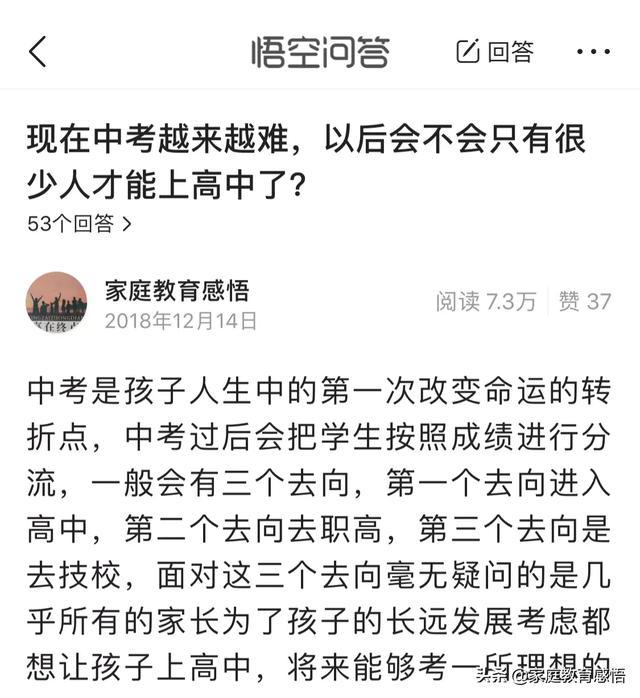 悟空问答
回答
现在中考越来越难，以后会不会只有很
少人才能上高中了？
53个回答
家庭教育感悟
2018年12月14日
阅读 7.3万
赞 37
中考是孩子人生中的第一次改变命运的转
折点，中考过后会把学生按照成绩进行分
流，一般会有三个去向，第一个去向进入
高中，第二个去向去职高，第三个去向是
去技校，面对这三个去向毫无疑问的是几
乎所有的家长为了孩子的长远发展考虑都
想让孩子上高中，将来能够考一所理想的
头条@家庭教育感悟